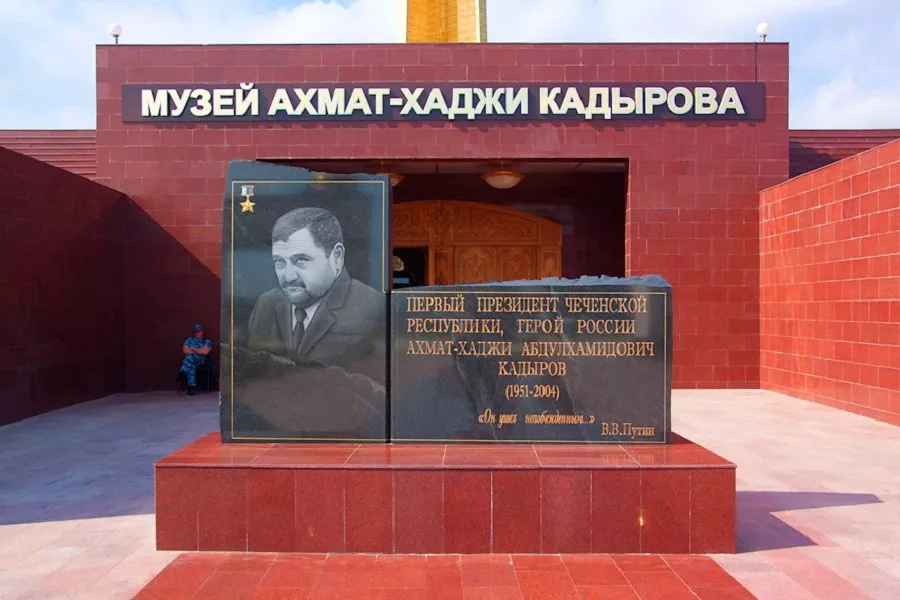 МУЗЕЙ АХМАТ-ХАДЖИ КАДЫРОВА
ПЕРВЫЙ ПРЕЗИДЕНТ ЧЕЧЕНСКОЙ
РЕСПУБЛИКИ, ГЕРОЙ РОССИИ
АХМАТ-ХАДЖИ АБДУЛХАМИДОВИЧ
КАДЫРОВ
(1951-2004)
«Он ушел непобежденным...»
В.В.Путин